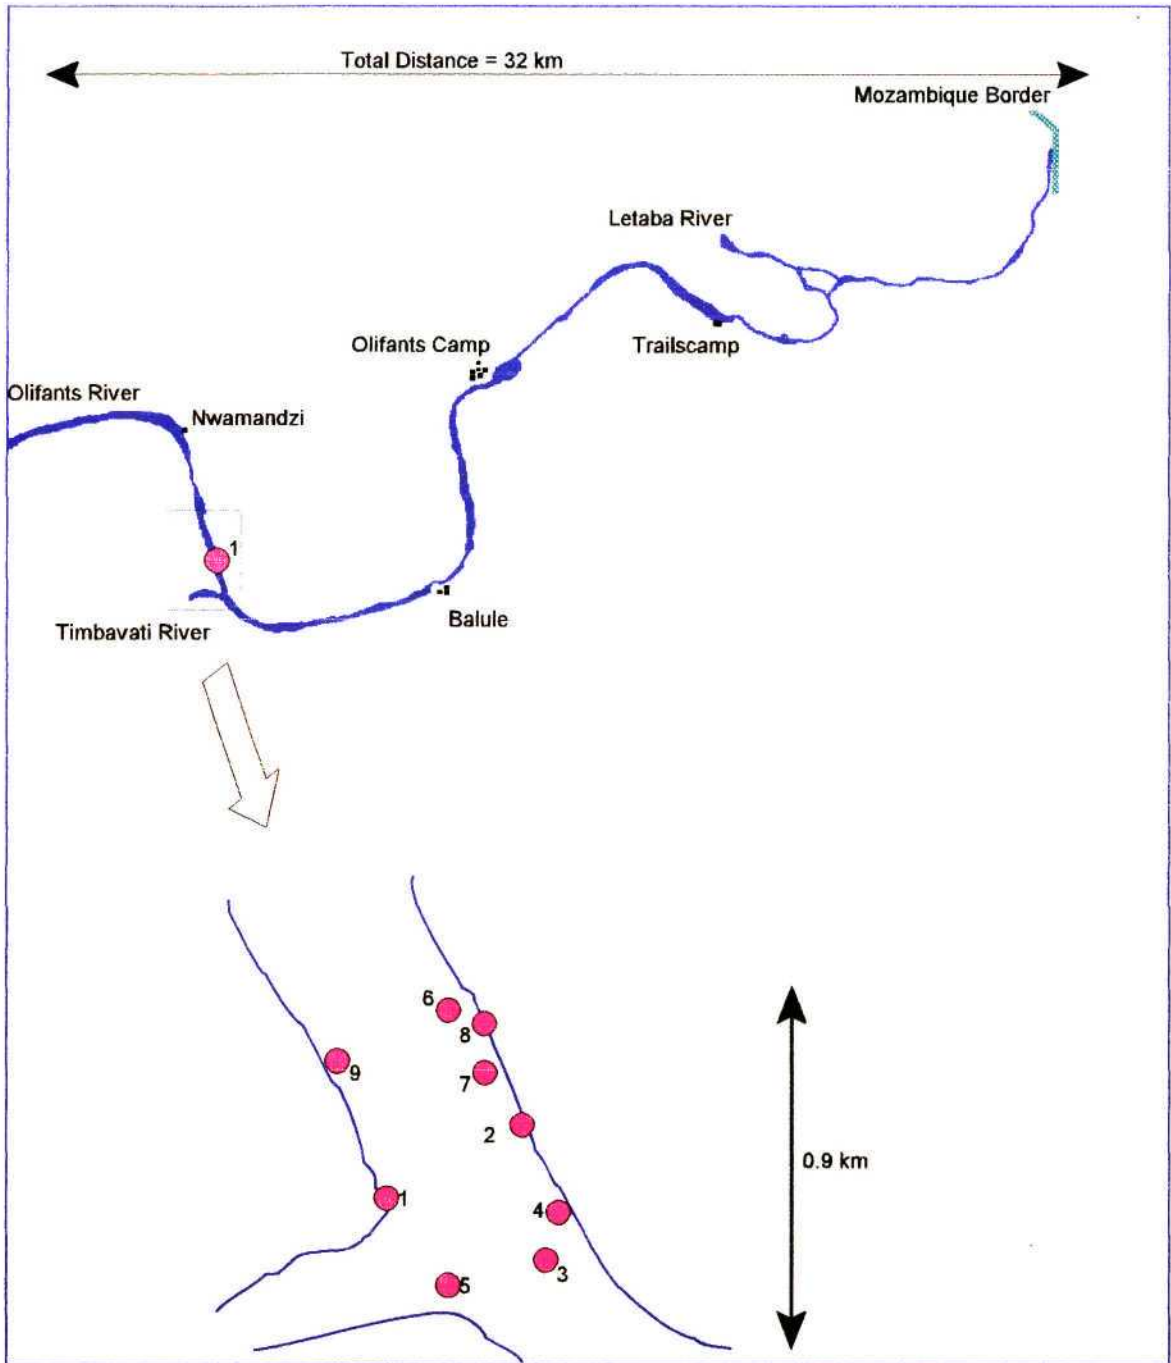 Total Distance = 32 km
Mozambique Border
Letaba River
Olifants Camp
Trailscamp
Olifants River
Nwamandzi
1
Timbavati River
Balule
6
8
9
7
2
0.9 km
1
4
3
5